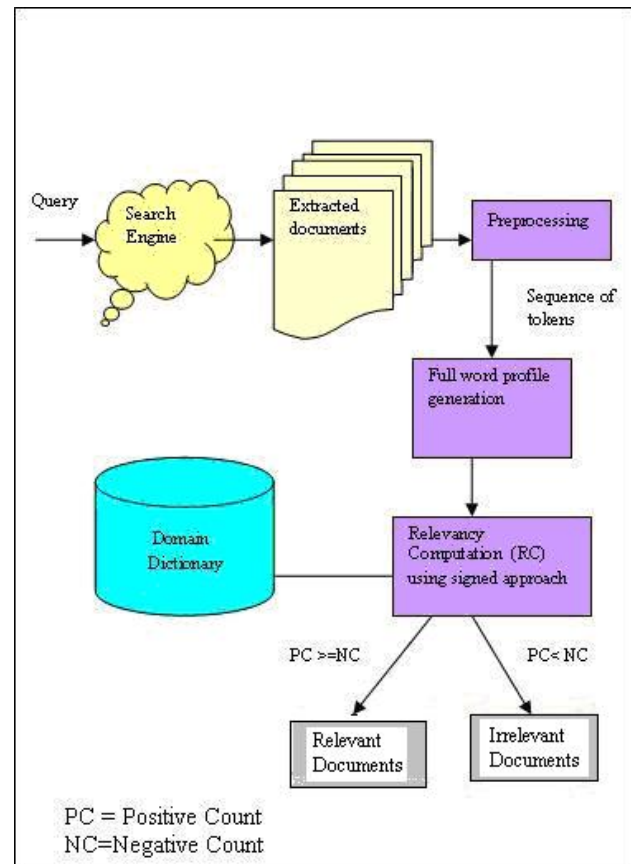 Query
Search
Engine
Extracted
documents
Preprocessing
Sequence of
tokens
Full word profile
generation
Domain
Dictionary
Relevancy
Computation (RC)
using signed approach
PC >=NC
PC< NC
Relevant
Documents
Irrelevant
Documents
PC = Positive Count
NC=Negative Count